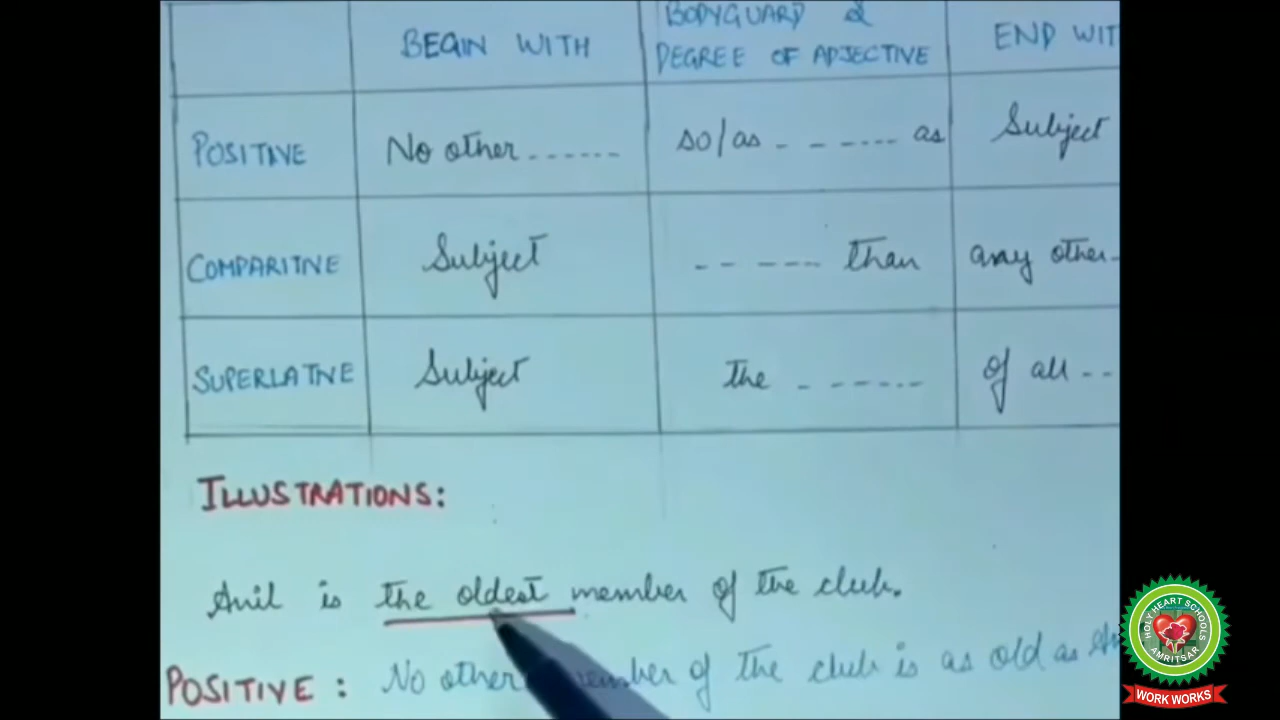 BODYGUARD &
BEGIN WITH DEGREE OF ADJECTIVE END WIT
POSITIVE No other ------- so/as - - ------ as Subject
COMPARITIVE Subject -- ----- than any other-
SUPERLATIVE Subject the - ------ of all --
ILLUSTRATIONS:
Anil is the oldest member of the club.
POSITIVE : No other member of the club is as old as An
HOLY HEART SCHOOLS
AMRITSAR
WORK WORKS